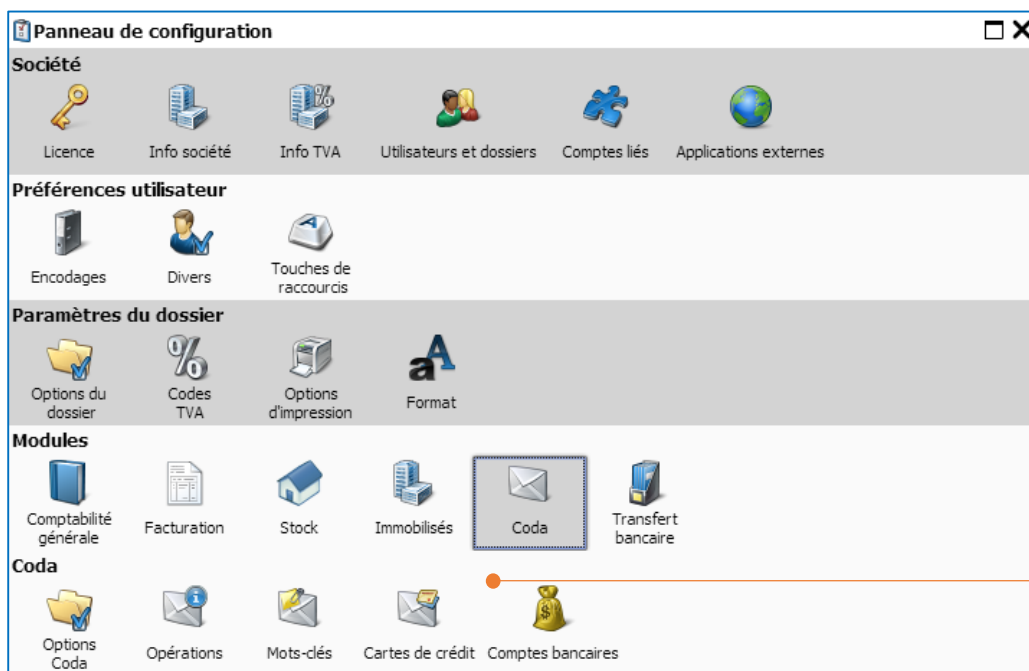 Panneau de configuration
Société
Licence Info société Info TVA Utilisateurs et dossiers Comptes liés Applications externes
Préférences utilisateur
Encodages Divers Touches de
raccourcis
Paramètres du dossier
Options du Codes Options Format
dossier TVA d'impression
Modules
Comptabilité Facturation Stock Immobilisés Coda Transfert
générale bancaire
Coda
Options Opérations Mots-clés Cartes de crédit Comptes bancaires
Coda